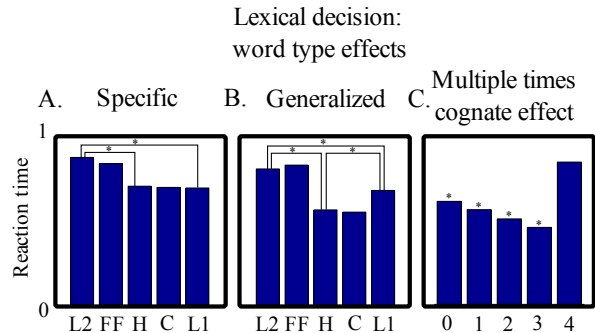 Lexical decision:
word type effects
A. Specific
B. Generalized
C. Multiple times
cognate effect
1
Reaction time
0
* *
* * *
* * * *
L2 FF H C L1
L2 FF H C L1
0 1 2 3 4